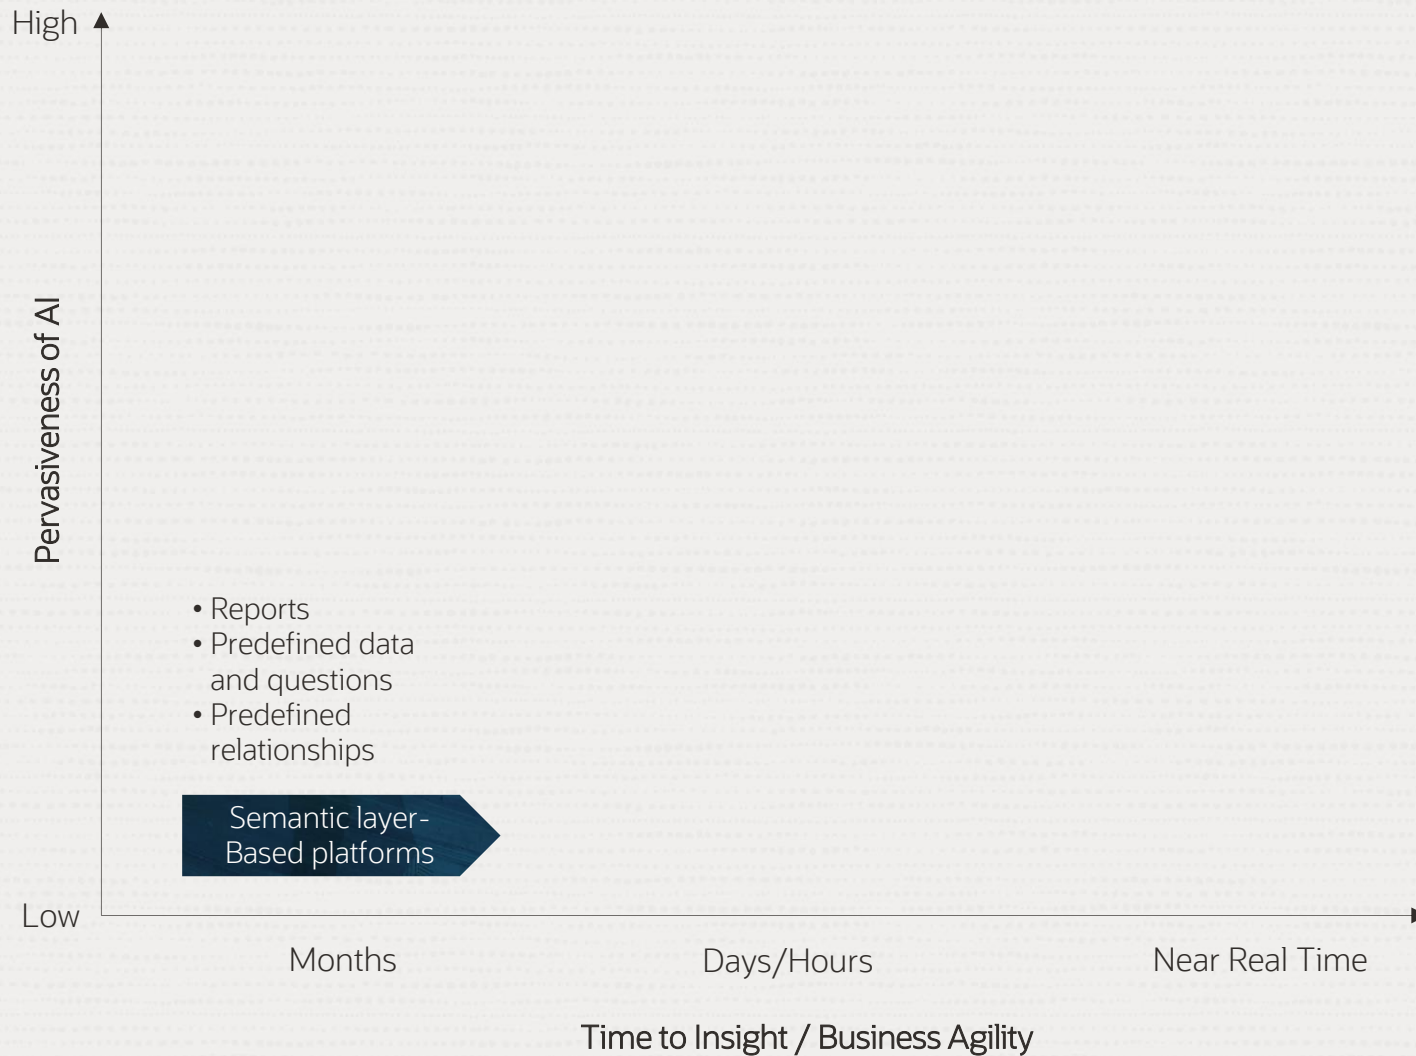 High
Pervasiveness of AI
• Reports
• Predefined data
and questions
• Predefined
relationships
Semantic layer-
Based platforms
Low
Months
Days/Hours
Near Real Time
Time to Insight / Business Agility